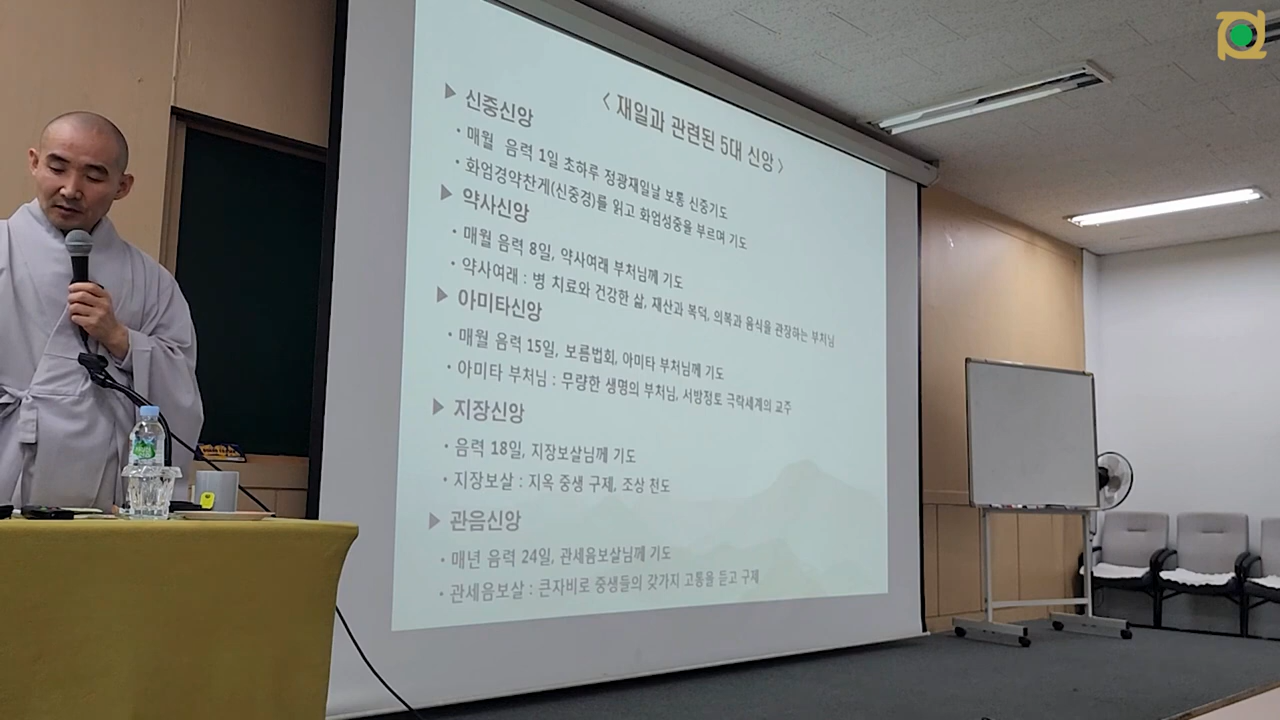 < 재일과 관련된 5대 신앙 >
▶ 신중신앙
· 매월 음력 1일 초하루 정광재일날 보통 신중기도
· 화엄경약찬게(신중경)를 읽고 화엄성중을 부르며 기도
▶ 약사신앙
· 매월 음력 8일, 약사여래 부처님께 기도
· 약사여래 : 병 치료와 건강한 삶, 재산과 복덕, 의복과 음식을 관장하는 부처님
▶ 아미타신앙
· 매월 음력 15일, 보름법회, 아미타 부처님께 기도
· 아미타 부처님 : 무량한 생명의 부처님, 서방정토 극락세계의 교주
▶ 지장신앙
· 음력 18일, 지장보살님께 기도
· 지장보살 : 지옥 중생 구제, 조상 천도
▶ 관음신앙
· 매년 음력 24일, 관세음보살님께 기도
· 관세음보살 : 큰자비로 중생들의 갖가지 고통을 듣고 구제